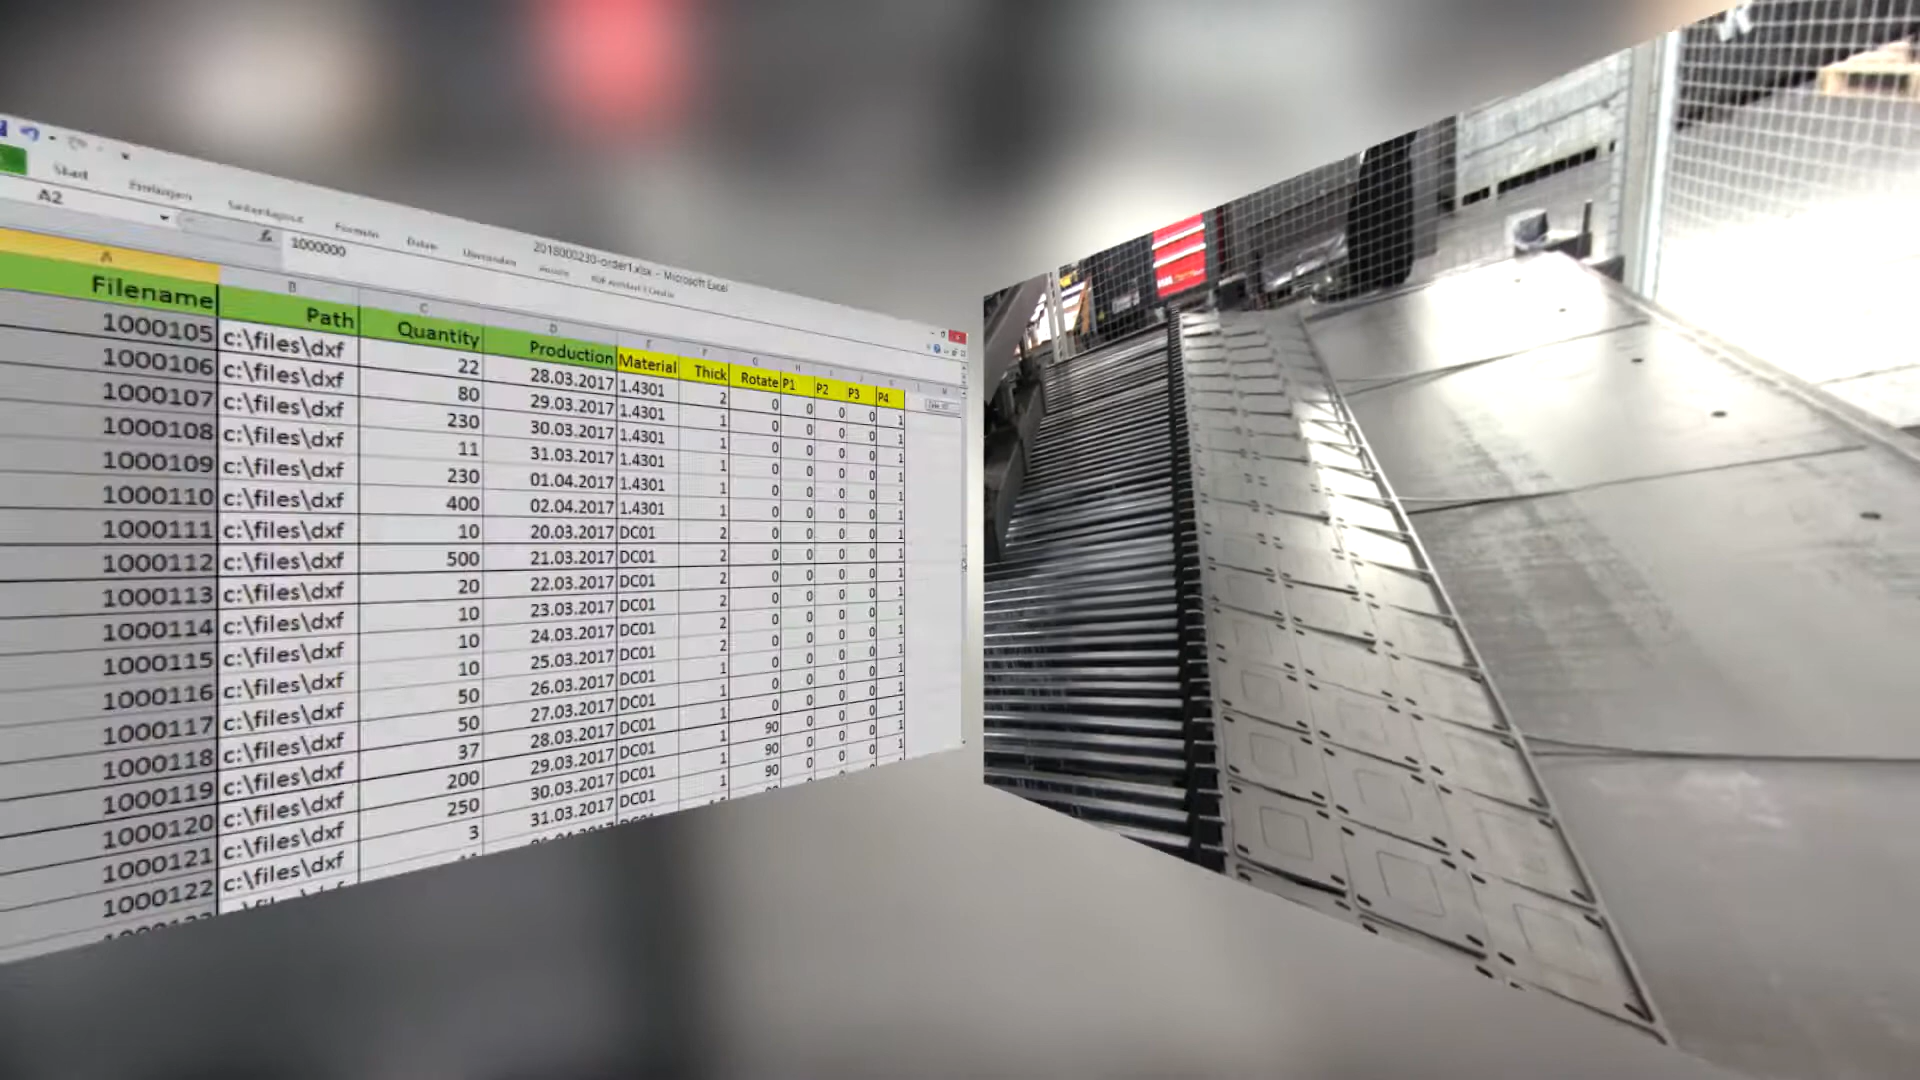 A2
1000000
2018000230-order1.xlsx - Microsoft Excel
A B C D E F G H
Filename Path Quantity Production Material Thick Rotate P1 P2 P3 P4
1000105 c:\files\dxf 22 28.03.2017 1.4301 2 0 0 0 0 1
1000106 c:\files\dxf 80 29.03.2017 1.4301 1 0 0 0 0 1
1000107 c:\files\dxf 230 30.03.2017 1.4301 1 0 0 0 0 1
1000108 c:\files\dxf 11 31.03.2017 1.4301 1 0 0 0 0 1
1000109 c:\files\dxf 230 01.04.2017 1.4301 1 0 0 0 0 1
1000110 c:\files\dxf 400 02.04.2017 1.4301 1 0 0 0 0 1
1000111 c:\files\dxf 10 20.03.2017 DC01 2 0 0 0 0 1
1000112 c:\files\dxf 500 21.03.2017 DC01 2 0 0 0 0 1
1000113 c:\files\dxf 20 22.03.2017 DC01 2 0 0 0 0 1
1000114 c:\files\dxf 10 23.03.2017 DC01 2 0 0 0 0 1
1000115 c:\files\dxf 10 24.03.2017 DC01 2 0 0 0 0 1
1000116 c:\files\dxf 10 25.03.2017 DC01 2 0 0 0 0 1
1000117 c:\files\dxf 50 26.03.2017 DC01 1 0 0 0 0 1
1000118 c:\files\dxf 50 27.03.2017 DC01 1 0 0 0 0 1
1000119 c:\files\dxf 37 28.03.2017 DC01 1 0 0 0 0 1
1000120 c:\files\dxf 200 29.03.2017 DC01 1 90 0 0 0 1
1000121 c:\files\dxf 250 30.03.2017 DC01 1 90 0 0 0 1
1000122 c:\files\dxf 3 31.03.2017 DC01 1 90 0 0